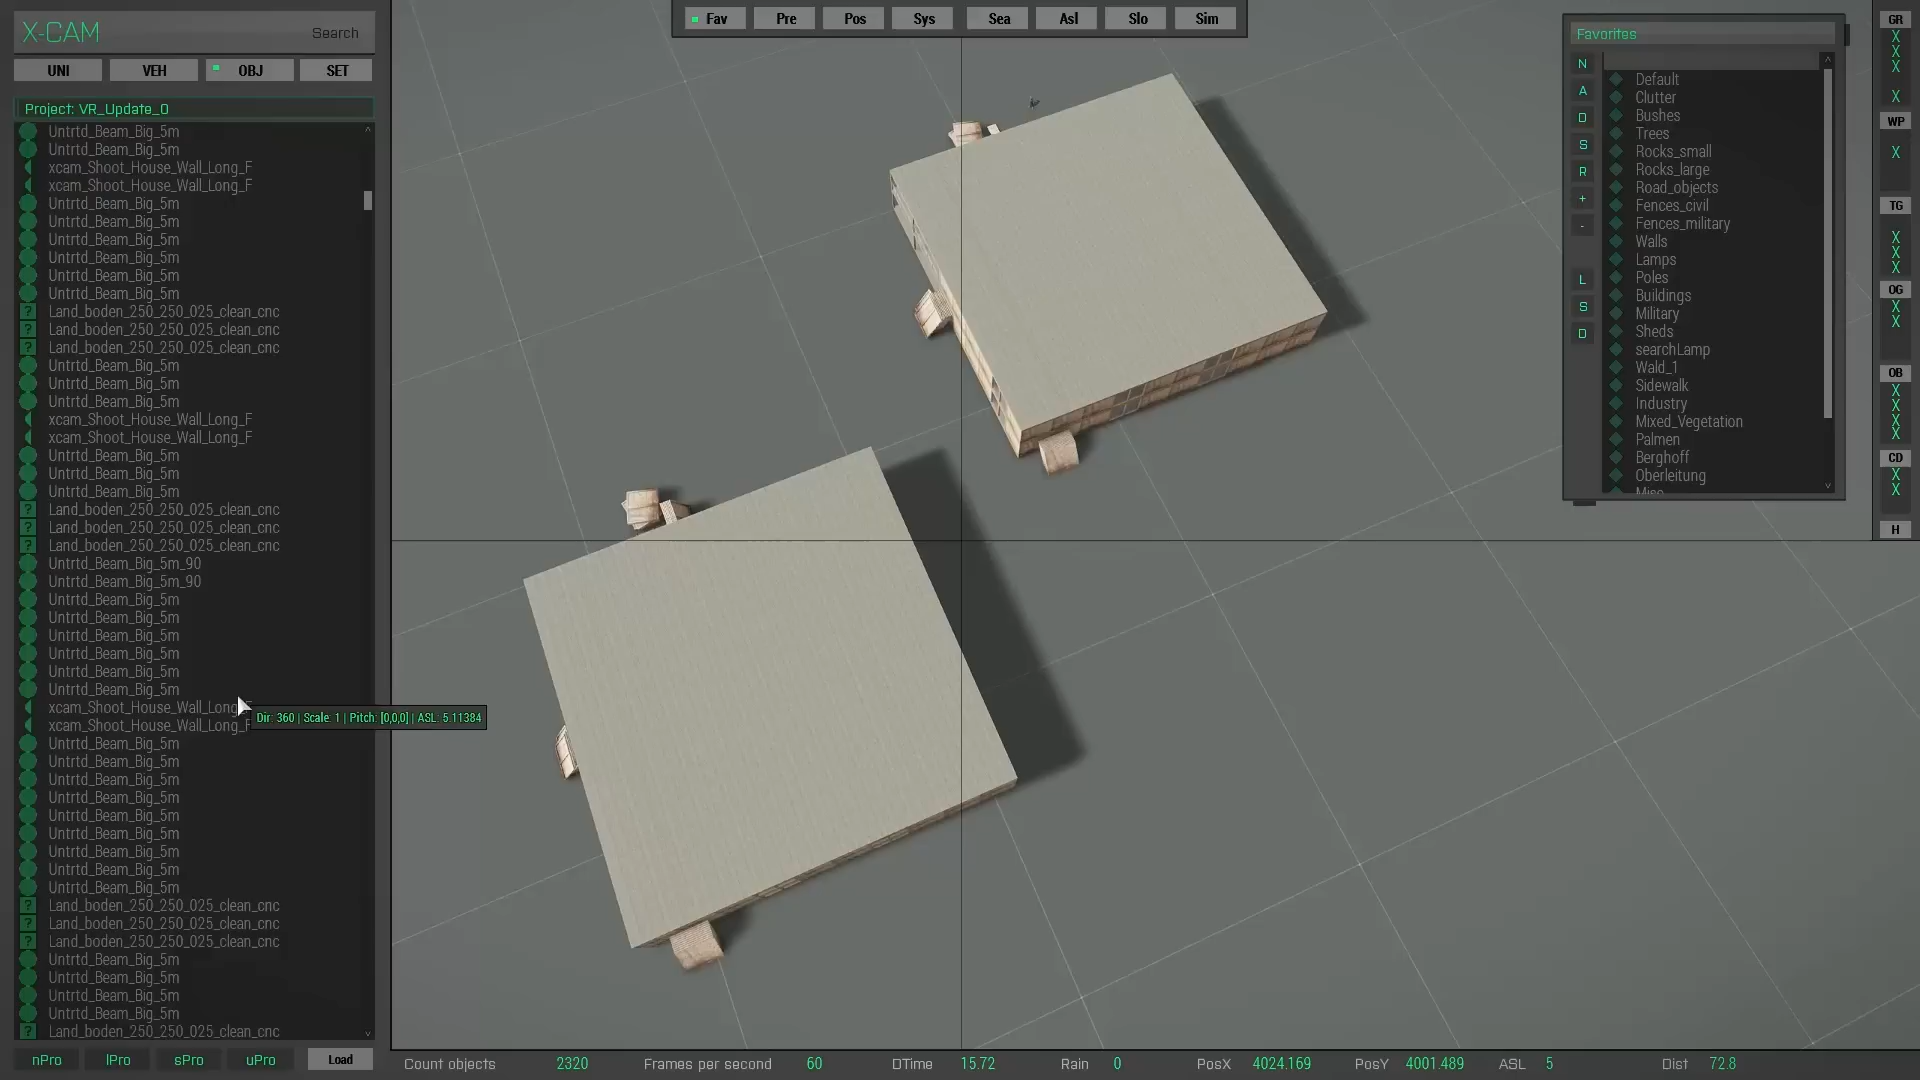 X-CAM
Search
UNI VEH OBJ SET
Project: VR_Update_0
Untrtd_Beam_Big_5m
Untrtd_Beam_Big_5m
xcam_Shoot_House_Wall_Long_F
xcam_Shoot_House_Wall_Long_F
Untrtd_Beam_Big_5m
Untrtd_Beam_Big_5m
Untrtd_Beam_Big_5m
Untrtd_Beam_Big_5m
Untrtd_Beam_Big_5m
Untrtd_Beam_Big_5m
Land_boden_250_250_025_clean_cnc
Land_boden_250_250_025_clean_cnc
Land_boden_250_250_025_clean_cnc
Untrtd_Beam_Big_5m
Untrtd_Beam_Big_5m
Untrtd_Beam_Big_5m
xcam_Shoot_House_Wall_Long_F
xcam_Shoot_House_Wall_Long_F
Untrtd_Beam_Big_5m
Untrtd_Beam_Big_5m
Untrtd_Beam_Big_5m
Land_boden_250_250_025_clean_cnc
Land_boden_250_250_025_clean_cnc
Land_boden_250_250_025_clean_cnc
Untrtd_Beam_Big_5m_90
Untrtd_Beam_Big_5m_90
Untrtd_Beam_Big_5m
Untrtd_Beam_Big_5m
Untrtd_Beam_Big_5m
Untrtd_Beam_Big_5m
Untrtd_Beam_Big_5m
Untrtd_Beam_Big_5m
xcam_Shoot_House_Wall_Long
xcam_Shoot_House_Wall_Long_F
Untrtd_Beam_Big_5m
Untrtd_Beam_Big_5m
Untrtd_Beam_Big_5m
Untrtd_Beam_Big_5m
Untrtd_Beam_Big_5m
Untrtd_Beam_Big_5m
Untrtd_Beam_Big_5m
Untrtd_Beam_Big_5m
Untrtd_Beam_Big_5m
Land_boden_250_250_025_clean_cnc
Land_boden_250_250_025_clean_cnc
Land_boden_250_250_025_clean_cnc
Untrtd_Beam_Big_5m
Untrtd_Beam_Big_5m
Untrtd_Beam_Big_5m
Untrtd_Beam_Big_5m
Land_boden_250_250_025_clean_cnc
nPro lPro sPro uPro Load
Dir: 360 | Scale: 1 | Pitch: [0,0,0] | ASL: 5.11384
Fav Pre Pos Sys Sea Asl Slo Sim
Favorites
N
A
D
S
R
+
-
L
S
D
Default
Clutter
Bushes
Trees
Rocks_small
Rocks_large
Road_objects
Fences_civil
Fences_military
Walls
Lamps
Poles
Buildings
Military
Sheds
searchLamp
Wald_1
Sidewalk
Industry
Mixed_Vegetation
Palmen
Berghoff
Oberleitung
Misc
GR
X
X
X
X
WP
X
TG
X
X
X
OG
X
X
OB
X
X
X
X
CD
X
X
H
Count objects 2320 Frames per second 60 DTime 15.72 Rain 0 PosX 4024.169 PosY 4001.489 ASL 5 Dist 72.8